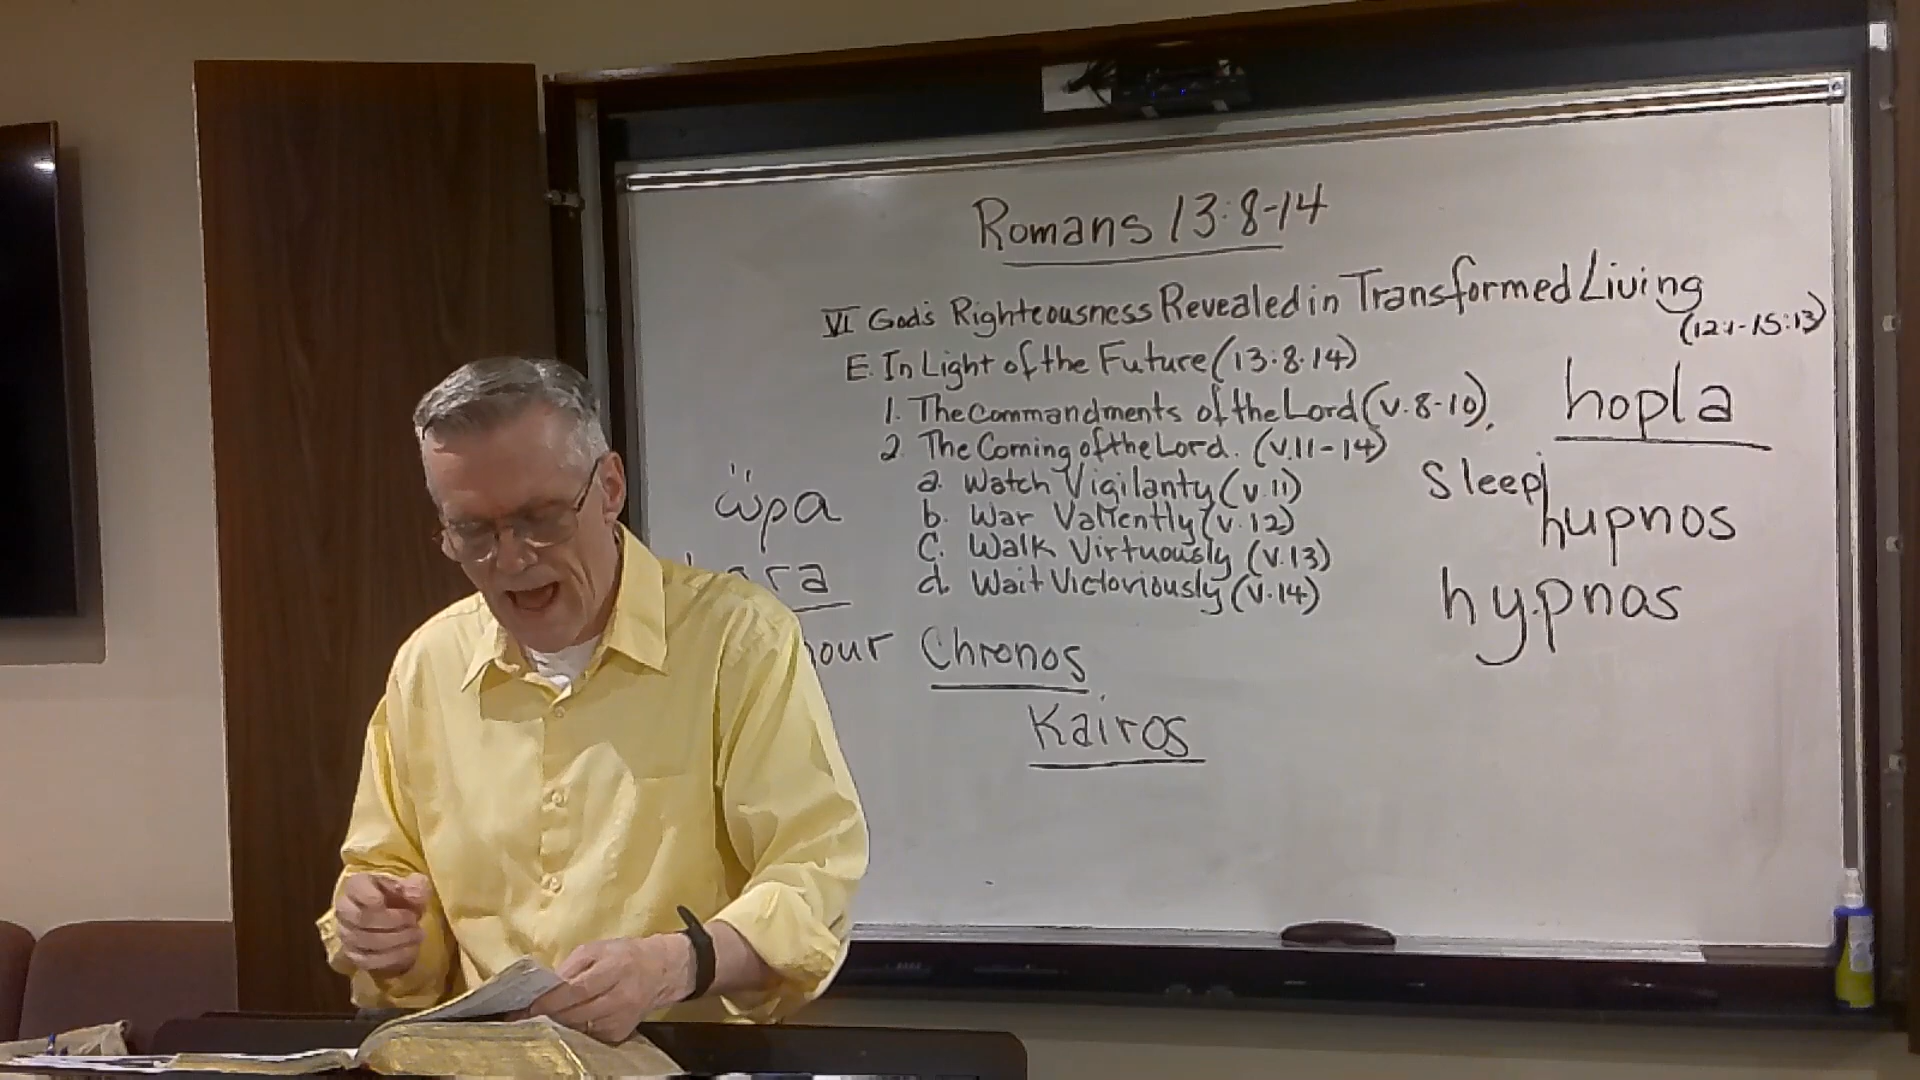 Romans 13:8-14
VI God's Righteousness Revealed in Transformed Living
(12:1-15:13)
E. In Light of the Future (13:8-14)
1. The Commandments of the Lord (v.8-10).
2. The Coming of the Lord. (v.11-14)
a. Watch Vigilanty (v.11)
b. War Valiently (v.12)
C. Walk Virtuously (v.13)
d. Wait Victoriously (v.14)
hopla
Sleep
hupnos
hypnos
ὥρα
hour
Chronos
Kairos